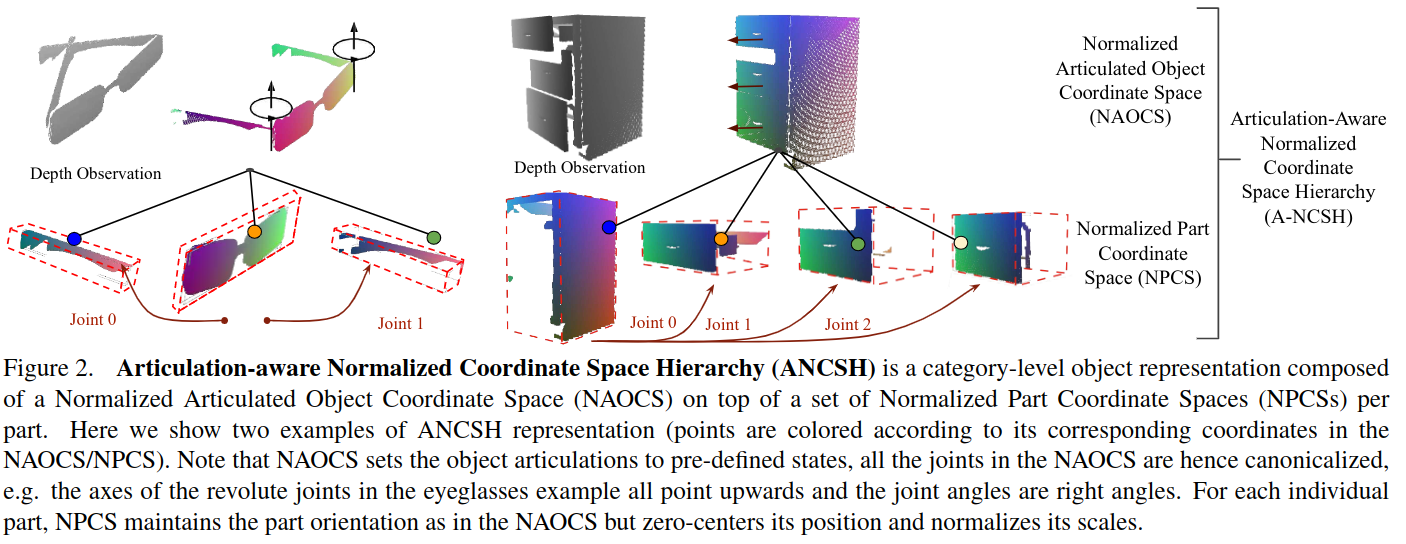 Normalized
Articulated Object
Coordinate Space
(NAOCS)
Articulation-Aware
Normalized
Coordinate
Space Hierarchy
(A-NCSH)
Depth Observation
Depth Observation
Normalized Part
Coordinate
Space (NPCS)
Joint 0
Joint 1
Joint 0
Joint 1
Joint 2
Figure 2. Articulation-aware Normalized Coordinate Space Hierarchy (ANCSH) is a category-level object representation composed
of a Normalized Articulated Object Coordinate Space (NAOCS) on top of a set of Normalized Part Coordinate Spaces (NPCSs) per
part. Here we show two examples of ANCSH representation (points are colored according to its corresponding coordinates in the
NAOCS/NPCS). Note that NAOCS sets the object articulations to pre-defined states, all the joints in the NAOCS are hence canonicalized,
e.g. the axes of the revolute joints in the eyeglasses example all point upwards and the joint angles are right angles. For each individual
part, NPCS maintains the part orientation as in the NAOCS but zero-centers its position and normalizes its scales.